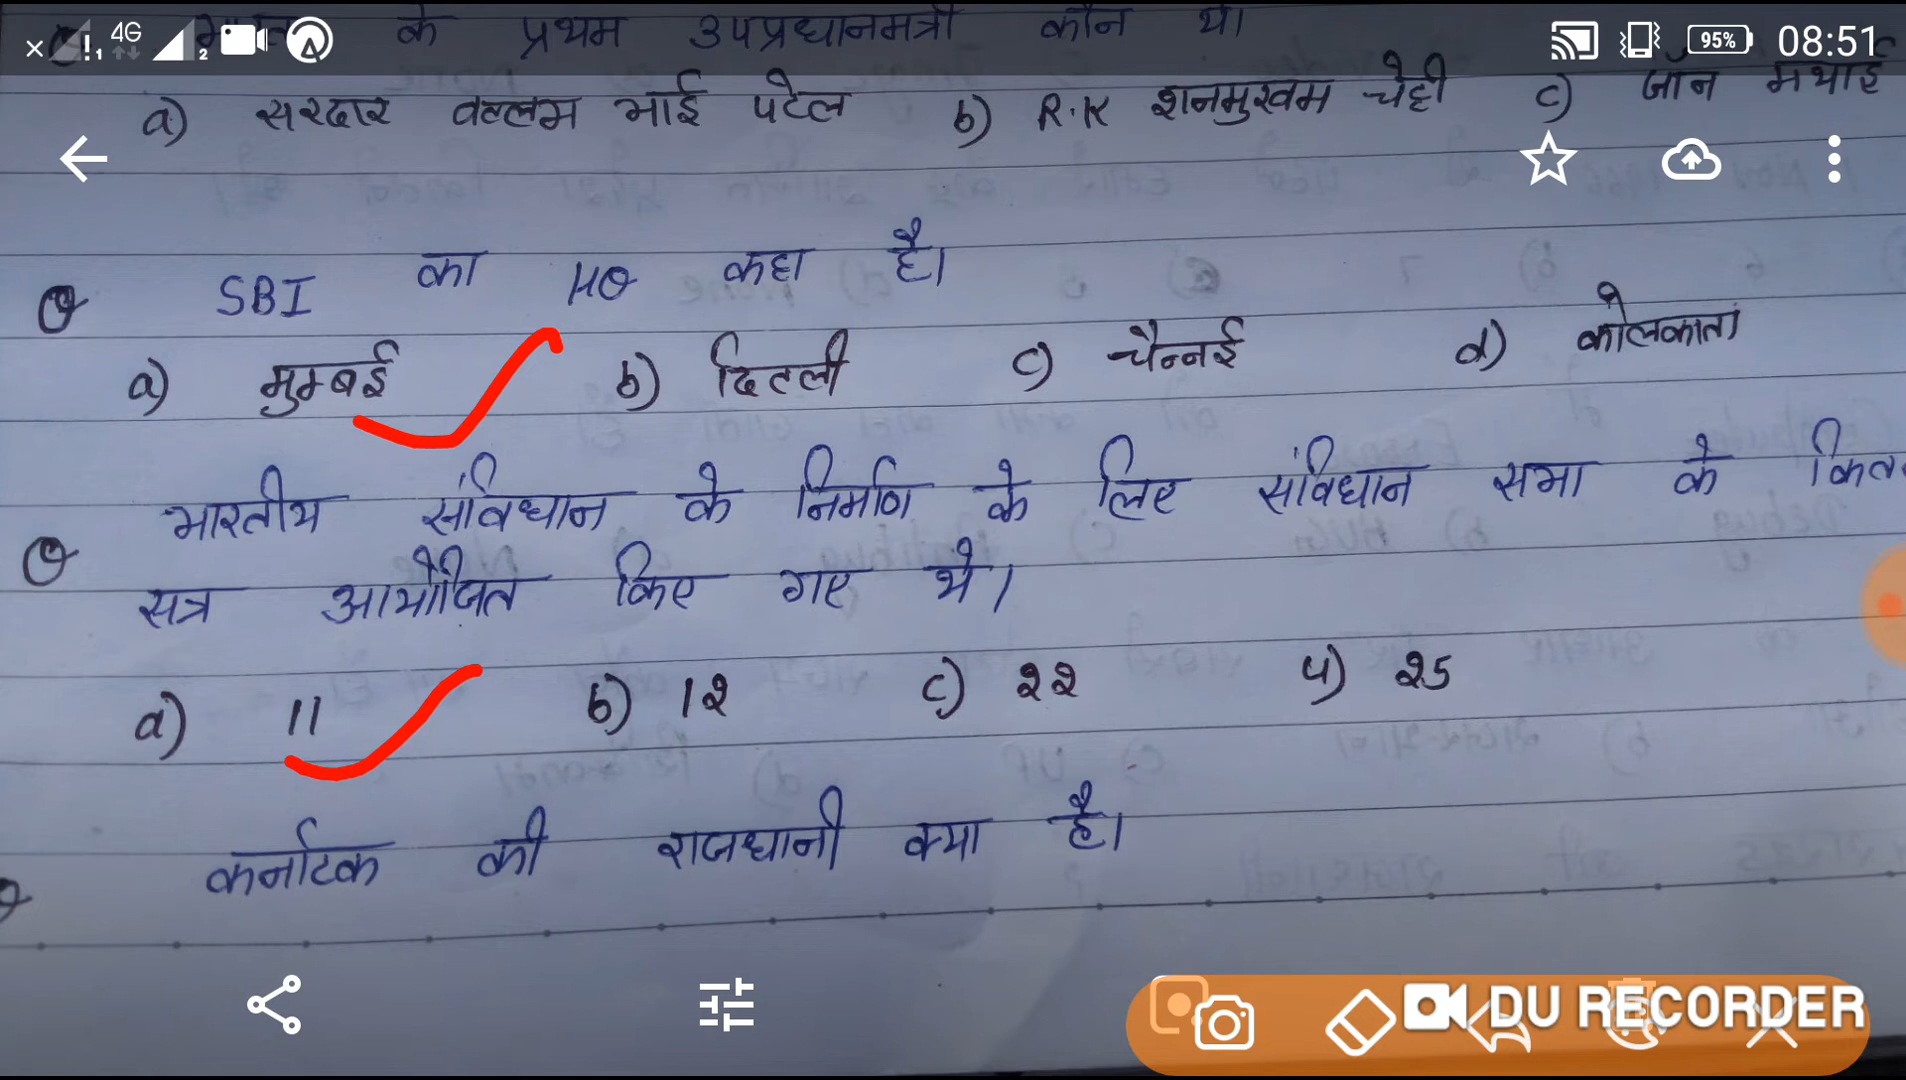 4G 95% 08:51
के प्रथम उपप्रधानमंत्री कौन थे।
a) सरदार वल्लभ भाई पटेल b) R.K शनमुखम चेट्टी c) जॉन मथाई
Q SBI का HQ कहा है।
a) मुम्बई b) दिल्ली c) चैन्नई d) कोलकाता
Q भारतीय संविधान के निर्माण के लिए संविधान सभा के कित
सत्र आयोजित किए गए थे।
a) 11 b) 12 c) 22 4) 25
कर्नाटक की राजधानी क्या है।
DU RECORDER